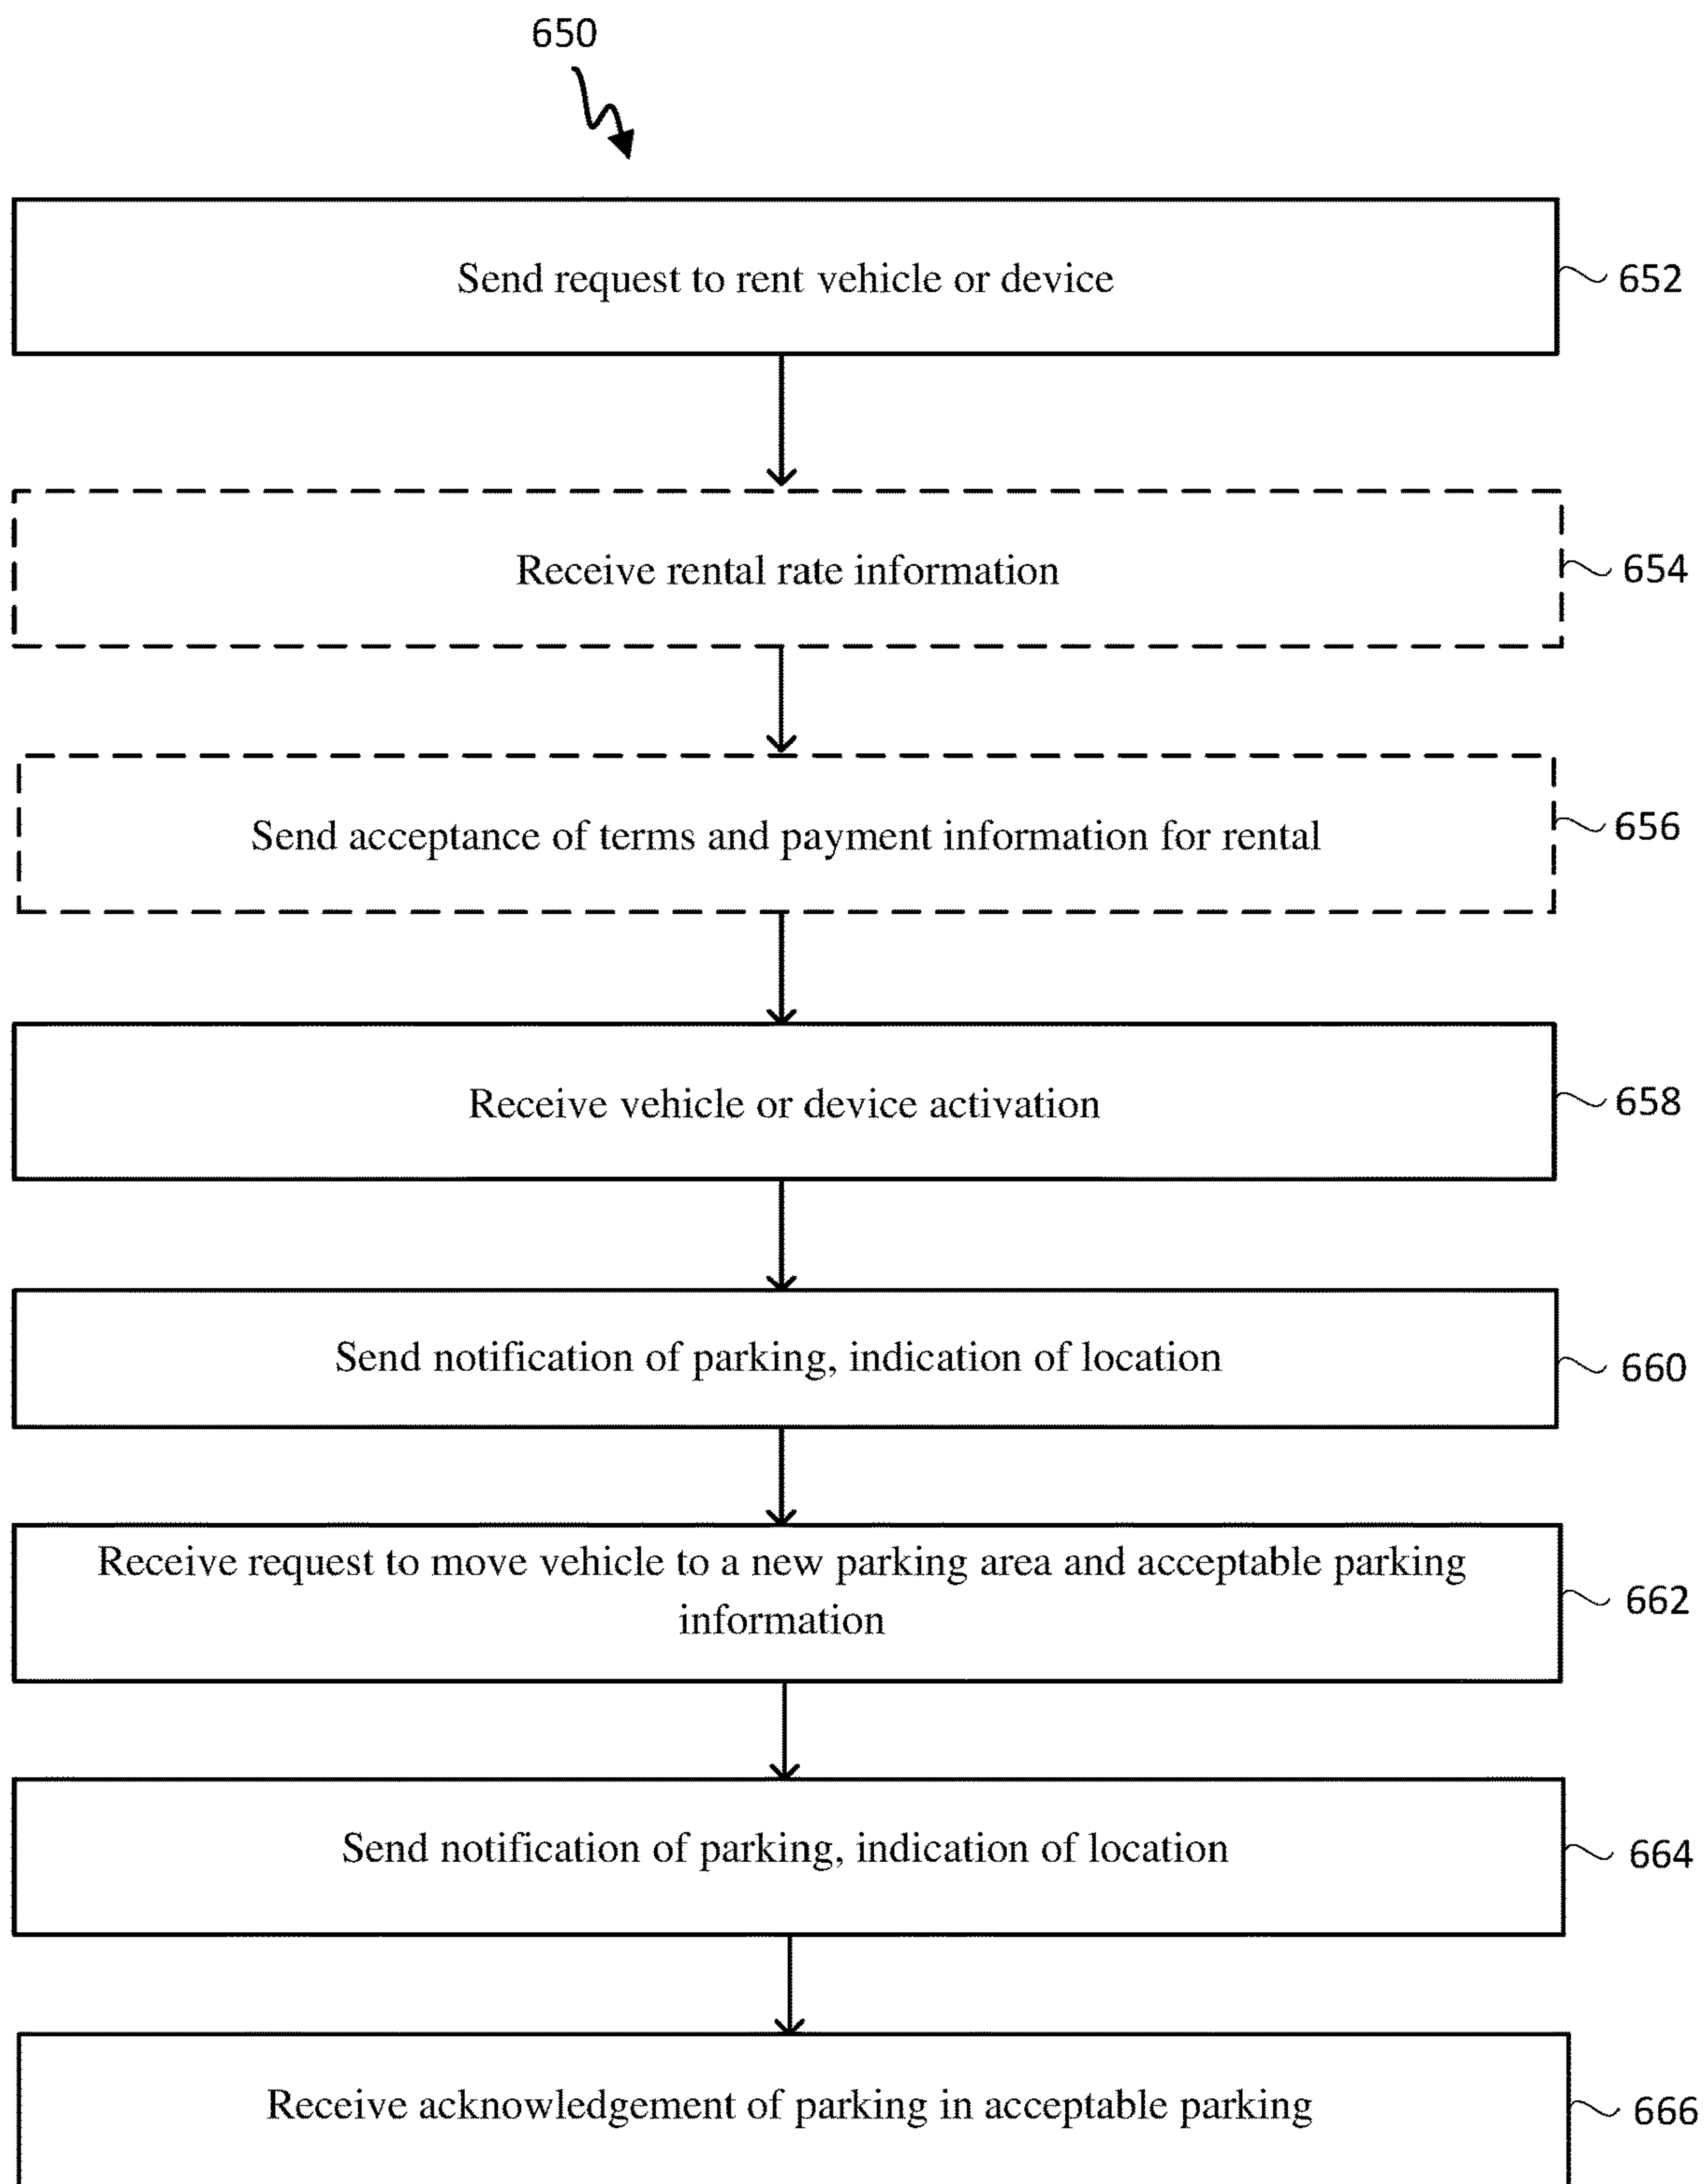 650
Send request to rent vehicle or device
652
Receive rental rate information
654
Send acceptance of terms and payment information for rental
656
Receive vehicle or device activation
658
Send notification of parking, indication of location
660
Receive request to move vehicle to a new parking area and acceptable parking
information
662
Send notification of parking, indication of location
664
Receive acknowledgement of parking in acceptable parking
666